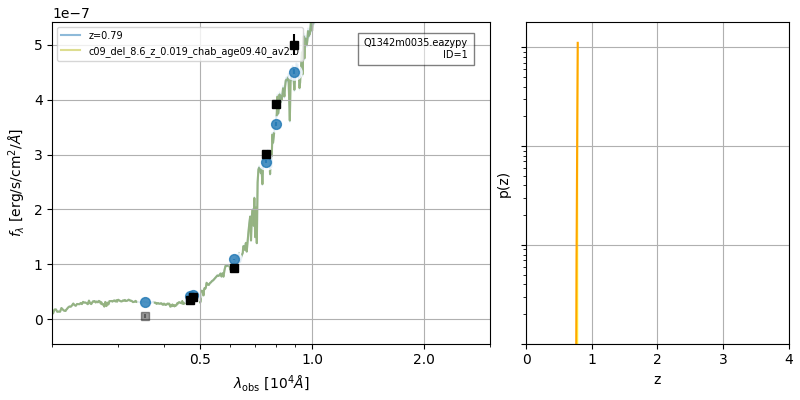 1e−7
z=0.79
c09_del_8.6_z_0.019_chab_age09.40_av2.0
Q1342m0035.eazypy
ID=1
5
4
3
2
1
0
f_λ [erg/s/cm²/Å]
0.5
1.0
2.0
λ_obs [10⁴Å]
p(z)
0
1
2
3
4
z